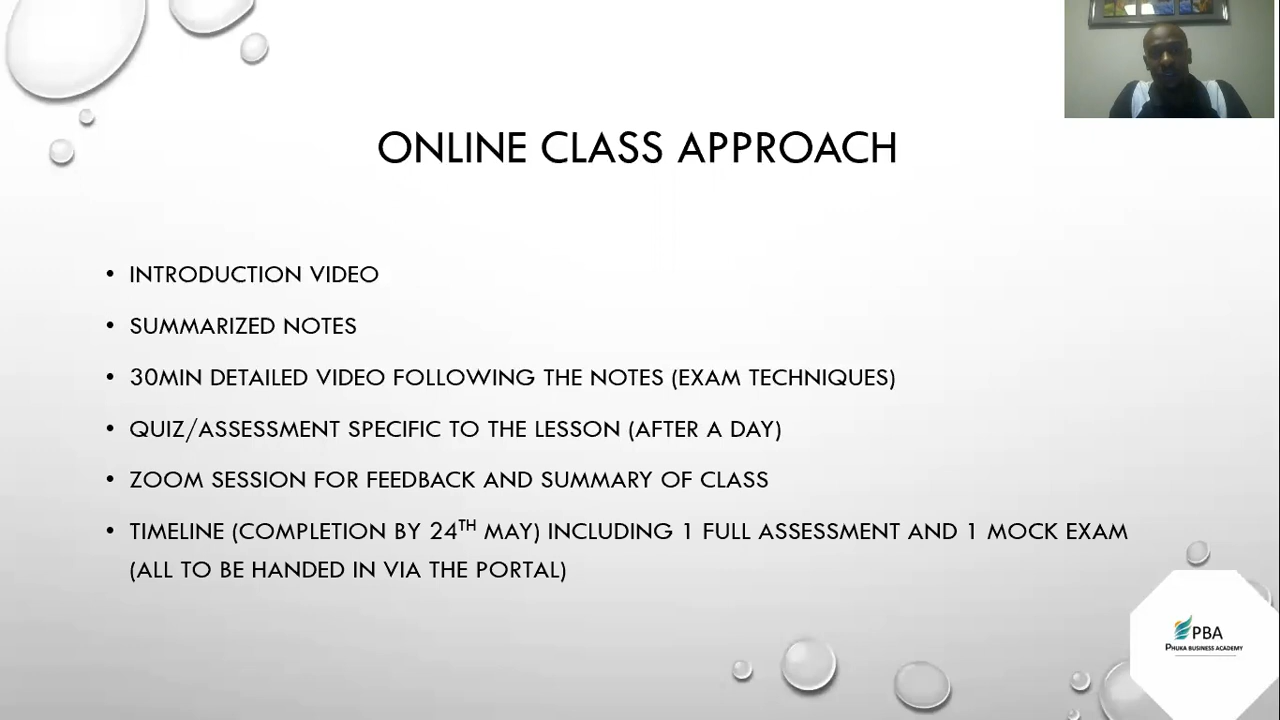 ONLINE CLASS APPROACH
• INTRODUCTION VIDEO
• SUMMARIZED NOTES
• 30MIN DETAILED VIDEO FOLLOWING THE NOTES (EXAM TECHNIQUES)
• QUIZ/ASSESSMENT SPECIFIC TO THE LESSON (AFTER A DAY)
• ZOOM SESSION FOR FEEDBACK AND SUMMARY OF CLASS
• TIMELINE (COMPLETION BY 24TH MAY) INCLUDING 1 FULL ASSESSMENT AND 1 MOCK EXAM
(ALL TO BE HANDED IN VIA THE PORTAL)
PBA
PHUKA BUSINESS ACADEMY